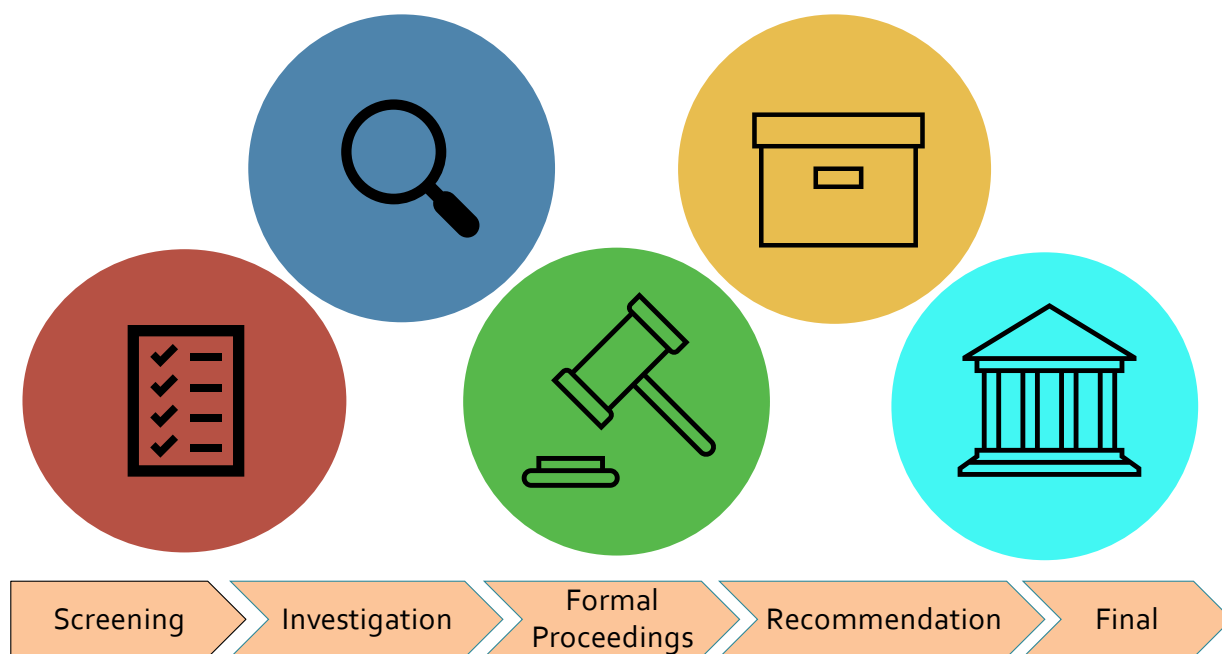 Screening
Investigation
Formal
Proceedings
Recommendation
Final